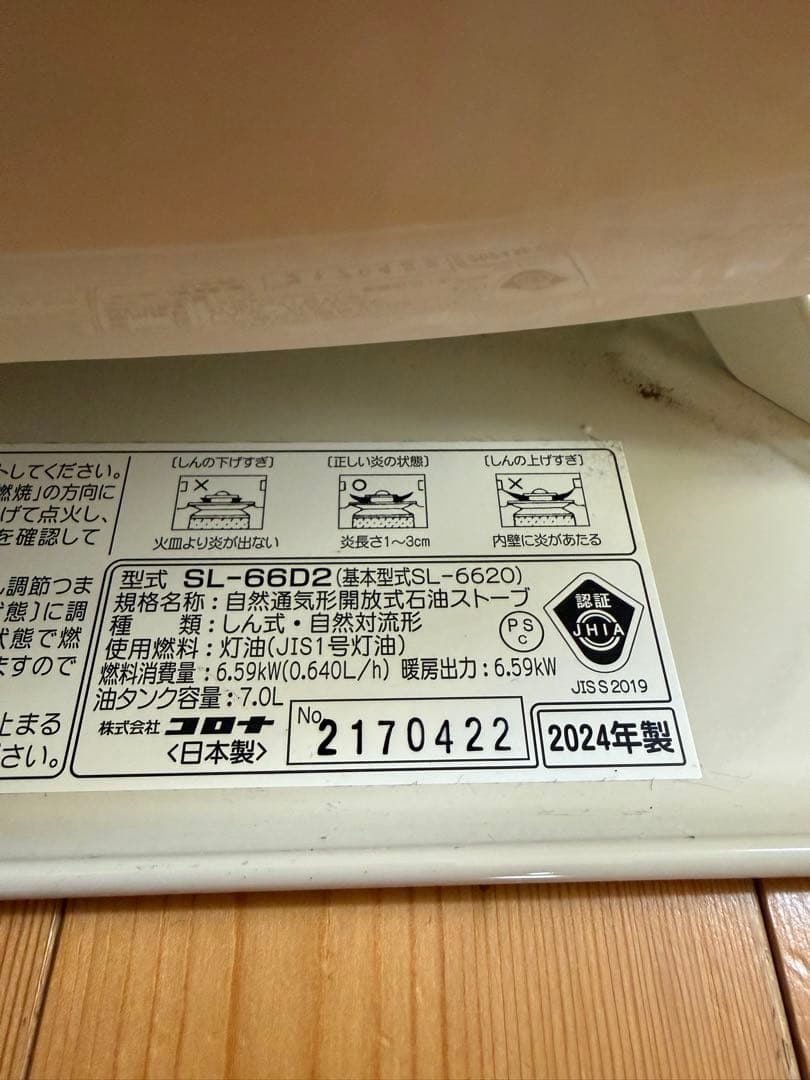 トしてください。
燃焼」の方向に
げて点火し、
を確認して
し調節つま
態〕に調
状態で燃
ますので
止まる
さい。
〔しんの下げすぎ〕
火皿より炎が出ない
〔正しい炎の状態〕
炎長さ1〜3cm
〔しんの上げすぎ〕
内壁に炎があたる
型式 SL-66D2(基本型式SL-6620)
規格名称：自然通気形開放式石油ストーブ
種　　類：しん式・自然対流形
使用燃料：灯油(JIS1号灯油)
燃料消費量：6.59kW(0.640L/h) 暖房出力：6.59kW
油タンク容量：7.0L
株式会社 コロナ
〈日本製〉
No. 2170422
2024年製
PS
C
認証
JHIA
JIS S 2019